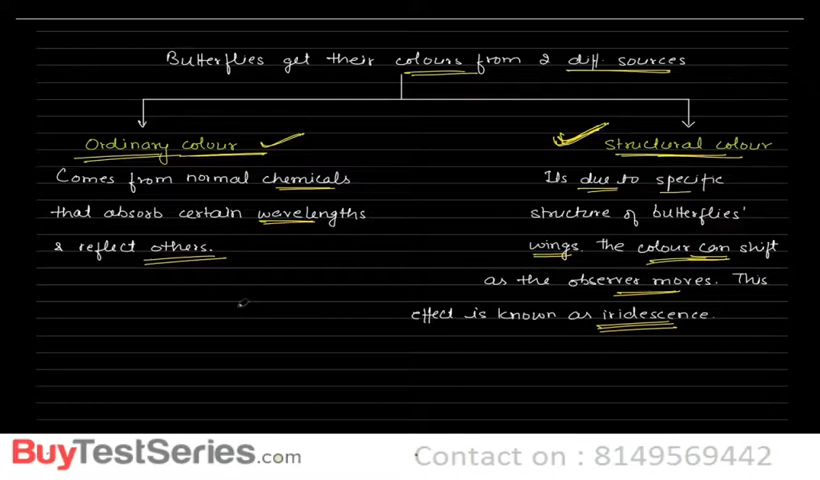 Butterflies get their colours from 2 diff. sources
Ordinary colour
Comes from normal chemicals
that absorb certain wavelengths
& reflect others.
Structural colour
Its due to specific
structure of butterflies'
wings. The colour can shift
as the observer moves. This
effect is known as iridescence.
BuyTestSeries.com
Contact on : 8149569442